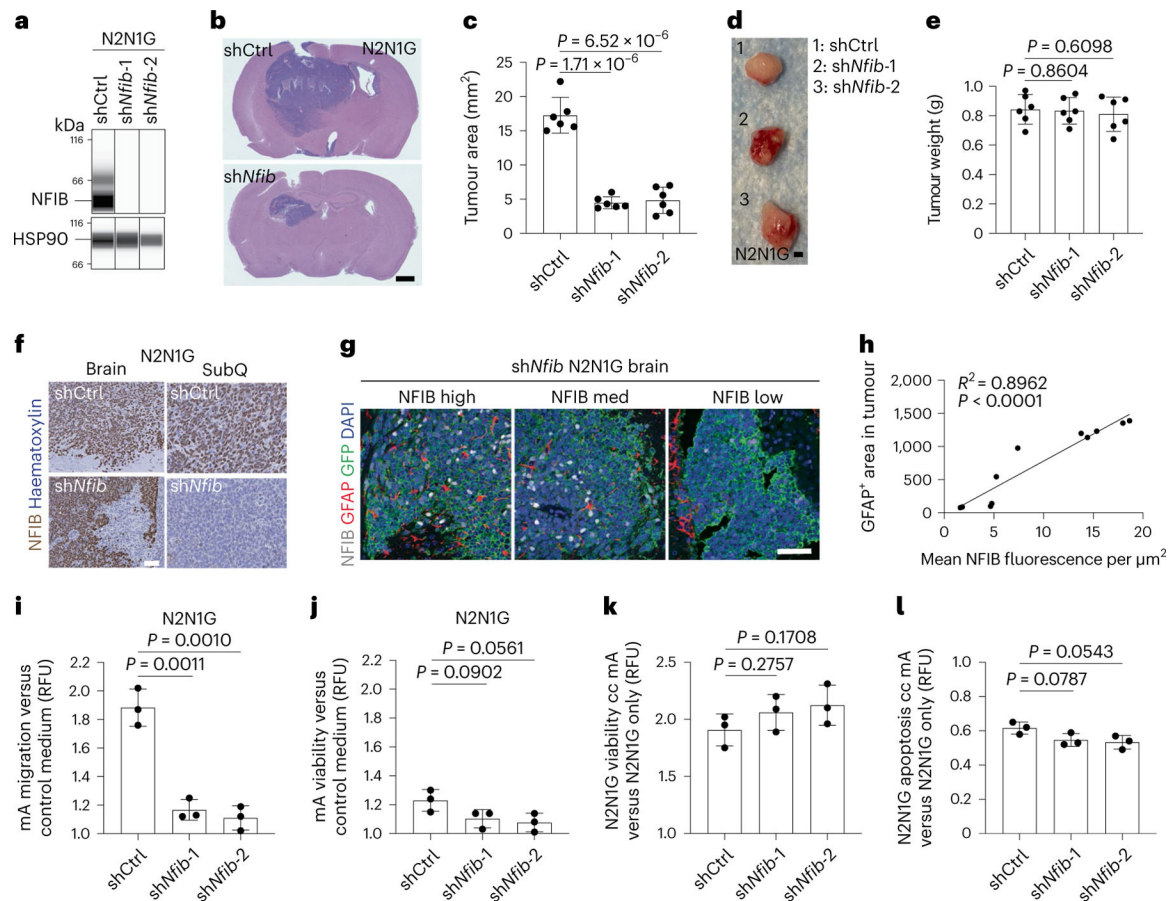 a
N2N1G
shCtrl
shNfib-1
shNfib-2
kDa
116
66
NFIB
116
HSP90
66
b
shCtrl
N2N1G
shNfib
c
P = 6.52 × 10−6
P = 1.71 × 10−6
Tumour area (mm2)
25
20
15
10
5
0
shCtrl
shNfib-1
shNfib-2
d
1
2
3
N2N1G
1: shCtrl
2: shNfib-1
3: shNfib-2
e
P = 0.6098
P = 0.8604
Tumour weight (g)
1.0
0.8
0.6
0.4
0.2
0
shCtrl
shNfib-1
shNfib-2
f
N2N1G
Brain
SubQ
NFIB Haematoxylin
shCtrl
shCtrl
shNfib
shNfib
g
shNfib N2N1G brain
NFIB high
NFIB med
NFIB low
NFIB GFAP GFP DAPI
h
R2 = 0.8962
P < 0.0001
GFAP+ area in tumour
2,000
1,500
1,000
500
0
0
5
10
15
20
Mean NFIB fluorescence per µm2
i
N2N1G
P = 0.0010
P = 0.0011
mA migration versus
control medium (RFU)
2.2
2.0
1.8
1.6
1.4
1.2
1.0
shCtrl
shNfib-1
shNfib-2
j
N2N1G
P = 0.0561
P = 0.0902
mA viability versus
control medium (RFU)
2.2
2.0
1.8
1.6
1.4
1.2
1.0
shCtrl
shNfib-1
shNfib-2
k
P = 0.1708
P = 0.2757
N2N1G viability cc mA
versus N2N1G only (RFU)
2.5
2.0
1.5
1.0
shCtrl
shNfib-1
shNfib-2
l
P = 0.0543
P = 0.0787
N2N1G apoptosis cc mA
versus N2N1G only (RFU)
1.0
0.8
0.6
0.4
0.2
0
shCtrl
shNfib-1
shNfib-2